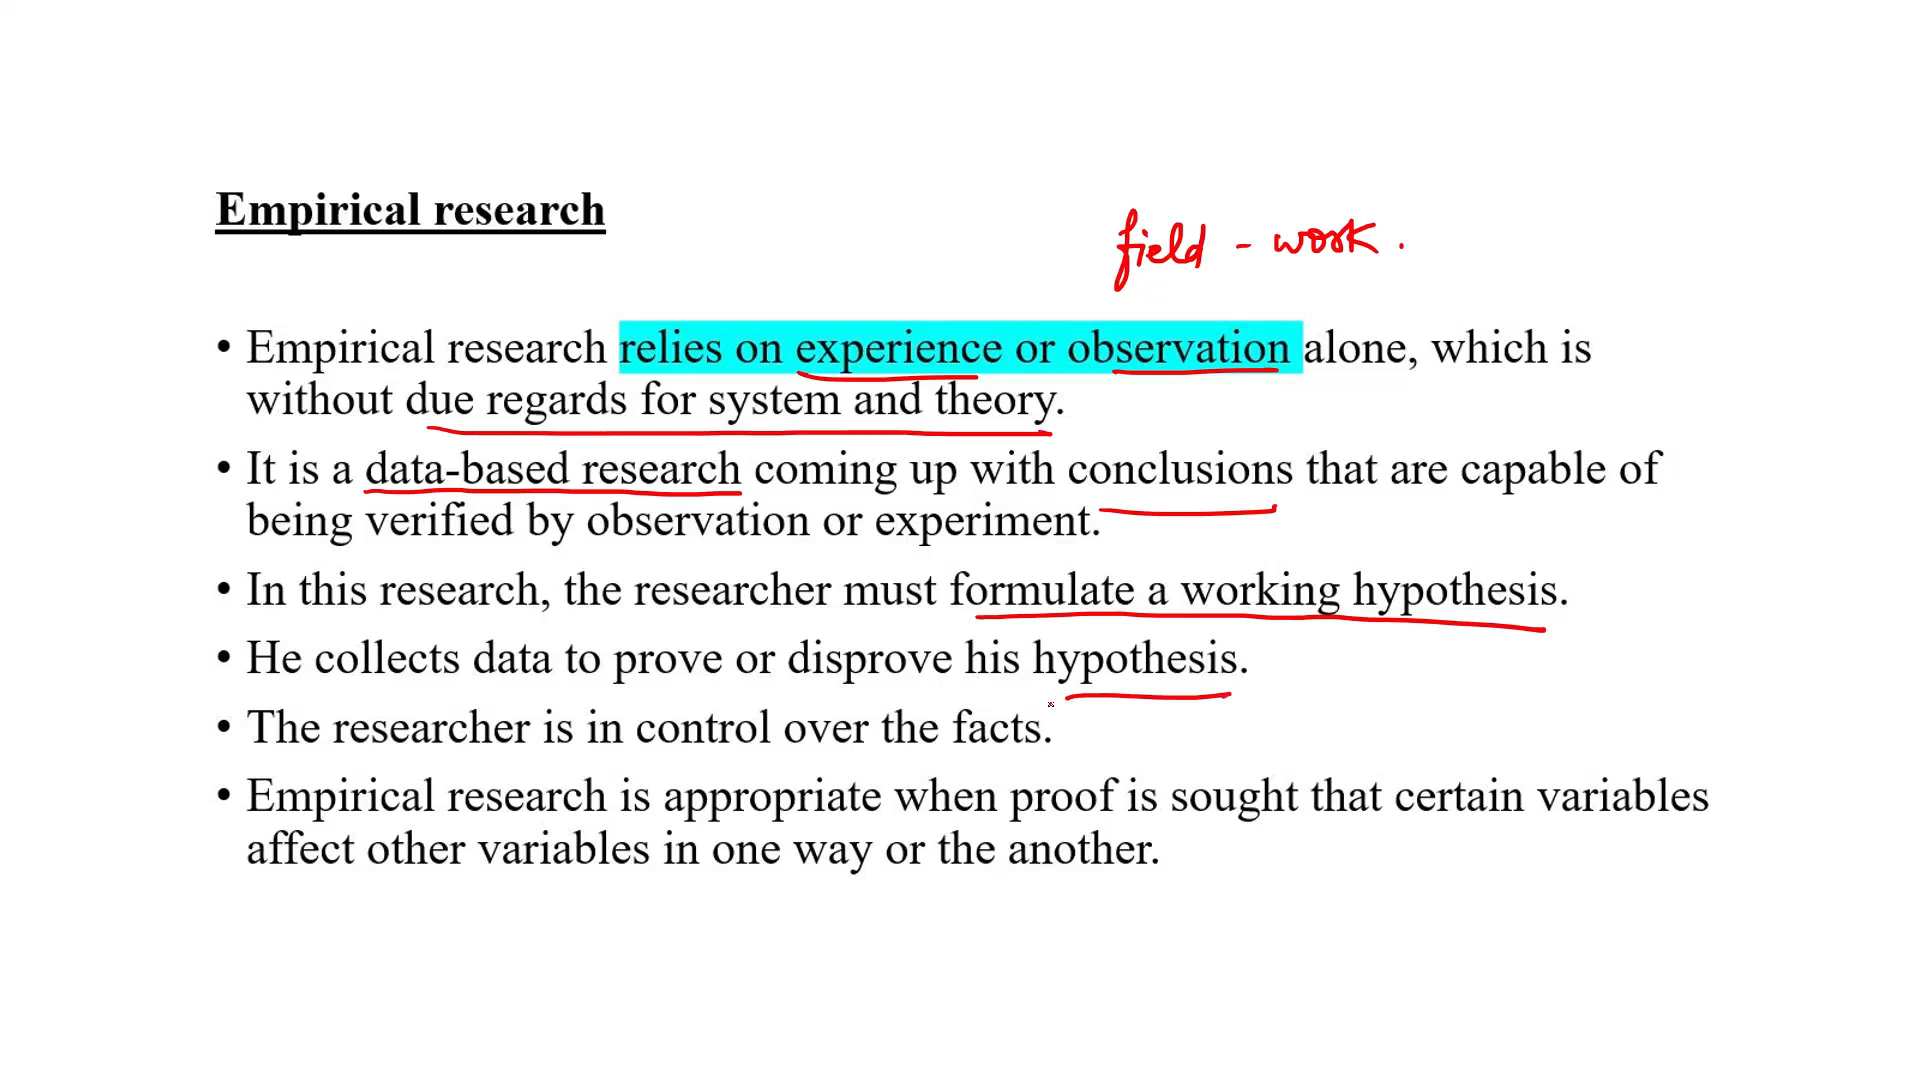 Empirical research
field - work.
• Empirical research relies on experience or observation alone, which is
without due regards for system and theory.
• It is a data-based research coming up with conclusions that are capable of
being verified by observation or experiment.
• In this research, the researcher must formulate a working hypothesis.
• He collects data to prove or disprove his hypothesis.
• The researcher is in control over the facts.
• Empirical research is appropriate when proof is sought that certain variables
affect other variables in one way or the another.